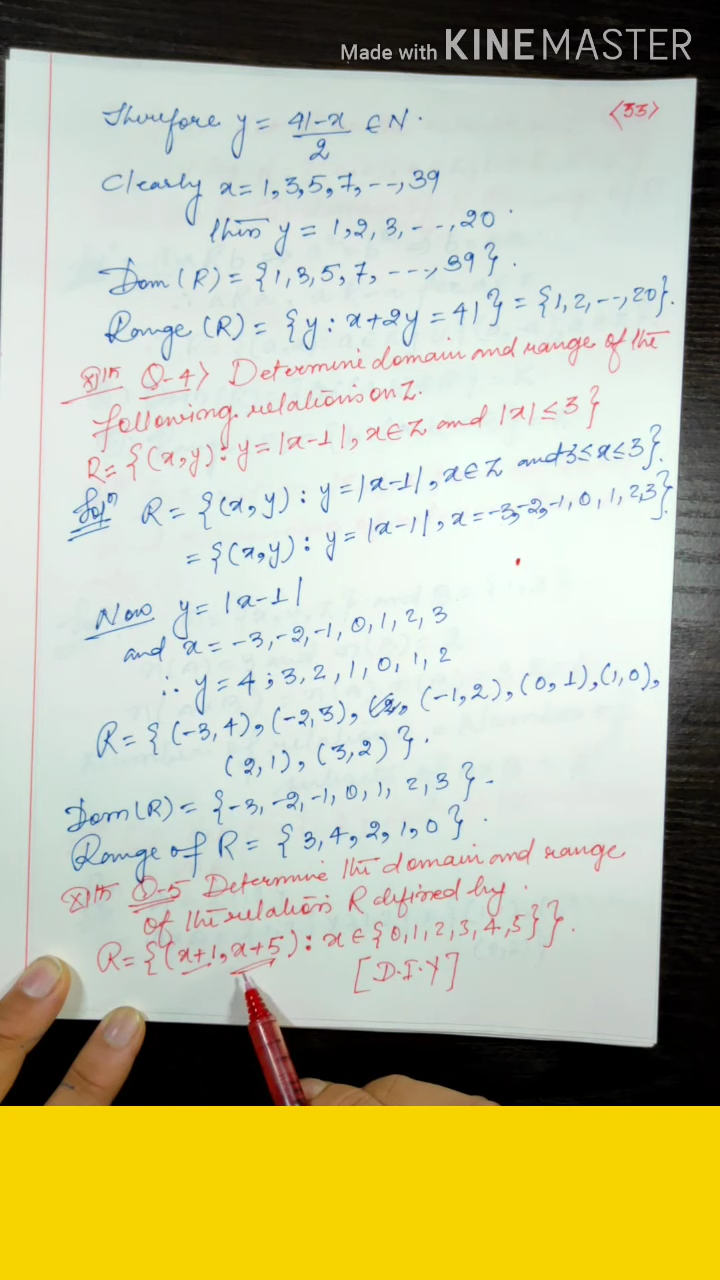 Made with KINEMASTER
<53>
Therefore y = 41-x/2 ∈ N.
Clearly x = 1,3,5,7,--,39
this y = 1,2,3,---,20.
Dom(R) = {1,3,5,7,---,39}.
Range(R) = {y : x+2y = 41} = {1,2,--,20}.
XIth Q-4> Determine domain and range of the
following relations on Z.
R = {(x,y) : y = |x-1|, x ∈ Z and |x| ≤ 3}
Solⁿ R = {(x,y) : y = |x-1|, x ∈ Z and -3 ≤ x ≤ 3}.
= {(x,y) : y = |x-1|, x = -3,-2,-1,0,1,2,3}
Now y = |x-1|
and x = -3,-2,-1,0,1,2,3
∴ y = 4,3,2,1,0,1,2
R = {(-3,4), (-2,3), (-1,2), (0,1), (1,0),
(2,1), (3,2)}.
Dom(R) = {-3,-2,-1,0,1,2,3}-
Range of R = {3,4,2,1,0}.
XIth Q-5 Determine the domain and range
of the relation R defined by.
R = {(x+1, x+5) : x ∈ {0,1,2,3,4,5}}.
[D.I.Y]